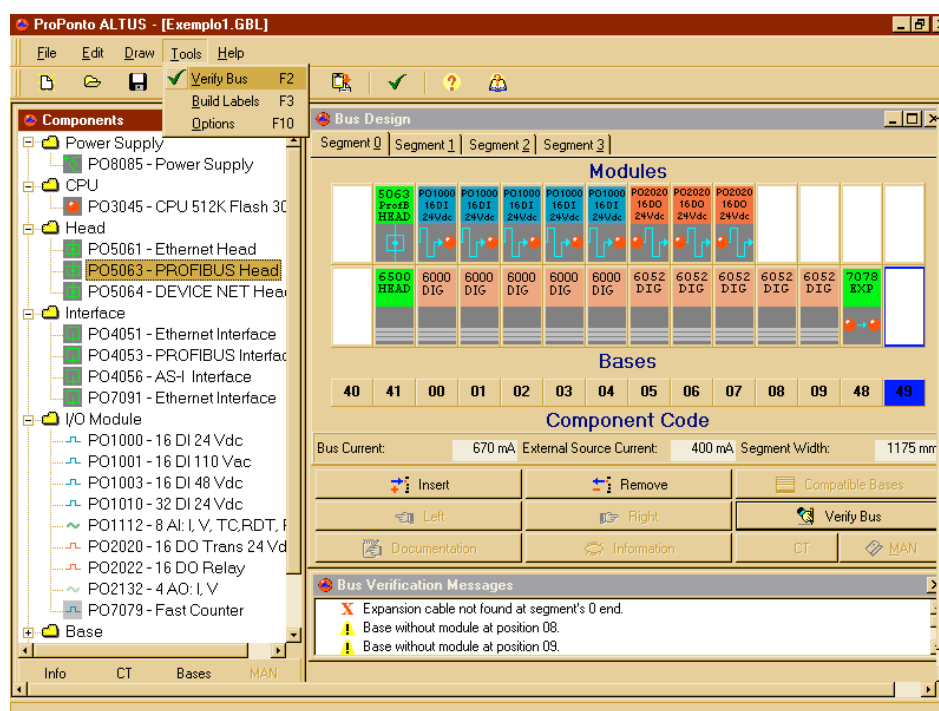 ProPonto ALTUS - [Exemplo1.GBL]
File Edit Draw Tools Help
Verify Bus F2
Build Labels F3
Options F10
Components
Power Supply
PO8085 - Power Supply
CPU
PO3045 - CPU 512K Flash 30
Head
PO5061 - Ethernet Head
PO5063 - PROFIBUS Head
PO5064 - DEVICE NET Head
Interface
PO4051 - Ethernet Interface
PO4053 - PROFIBUS Interfac
PO4056 - AS-I Interface
PO7091 - Ethernet Interface
I/O Module
PO1000 - 16 DI 24 Vdc
PO1001 - 16 DI 110 Vac
PO1003 - 16 DI 48 Vdc
PO1010 - 32 DI 24 Vdc
PO1112 - 8 AI: I, V, TC,RDT, F
PO2020 - 16 DO Trans 24 Vd
PO2022 - 16 DO Relay
PO2132 - 4 AO: I, V
PO7079 - Fast Counter
Base
Info CT Bases MAN
Bus Design
Segment 0 Segment 1 Segment 2 Segment 3
Modules
5063 PO1000 PO1000 PO1000 PO1000 PO1000 PO2020 PO2020 PO2020
ProfB 16DI 16DI 16DI 16DI 16DI 16DO 16DO 16DO
HEAD 24Vdc 24Vdc 24Vdc 24Vdc 24Vdc 24Vdc 24Vdc 24Vdc
6500 6000 6000 6000 6000 6000 6052 6052 6052 6052 6052 7078
HEAD DIG DIG DIG DIG DIG DIG DIG DIG DIG DIG EXP
Bases
40 41 00 01 02 03 04 05 06 07 08 09 48 49
Component Code
Bus Current: 670 mA External Source Current: 400 mA Segment Width: 1175 mm
Insert Remove Compatible Bases
Left Right Verify Bus
Documentation Information CT MAN
Bus Verification Messages
X Expansion cable not found at segment's 0 end.
! Base without module at position 08.
! Base without module at position 09.